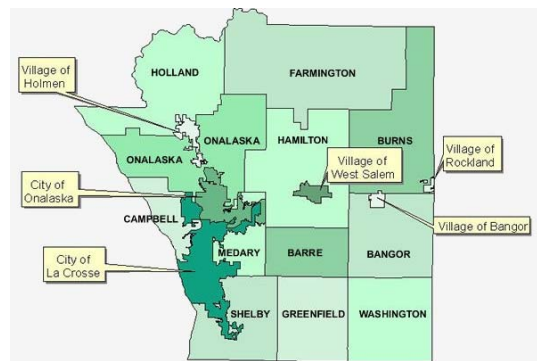 HOLLAND
FARMINGTON
Village of
Holmen
ONALASKA
HAMILTON
BURNS
Village of
Rockland
ONALASKA
Village of
West Salem
City of
Onalaska
CAMPBELL
Village of Bangor
MEDARY
BARRE
BANGOR
City of
La Crosse
SHELBY
GREENFIELD
WASHINGTON